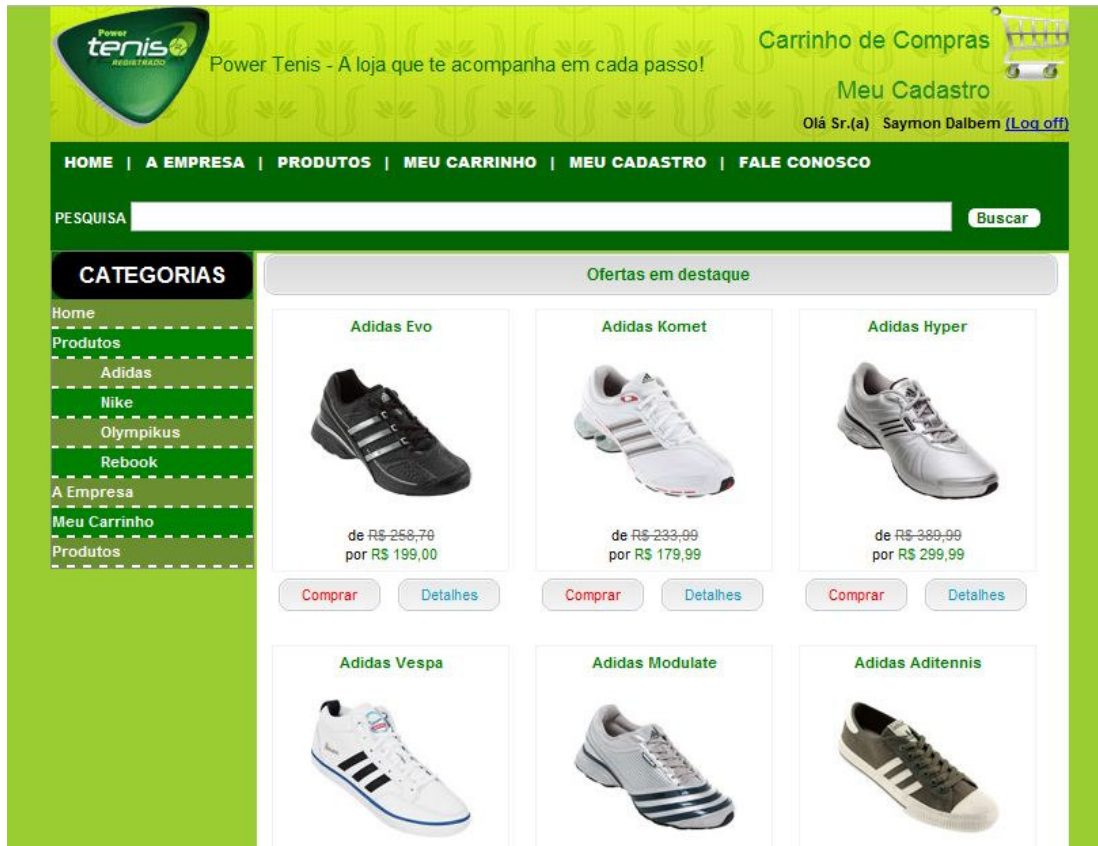 Power
tenis
REGISTRADO
Power Tenis - A loja que te acompanha em cada passo!
Carrinho de Compras
Meu Cadastro
Olá Sr.(a) Saymon Dalbem (Log off)
HOME | A EMPRESA | PRODUTOS | MEU CARRINHO | MEU CADASTRO | FALE CONOSCO
PESQUISA
Buscar
CATEGORIAS
Home
Produtos
Adidas
Nike
Olympikus
Rebook
A Empresa
Meu Carrinho
Produtos
Ofertas em destaque
Adidas Evo
de R$ 258,70
por R$ 199,00
Comprar Detalhes
Adidas Komet
de R$ 233,99
por R$ 179,99
Comprar Detalhes
Adidas Hyper
de R$ 389,99
por R$ 299,99
Comprar Detalhes
Adidas Vespa
Adidas Modulate
Adidas Aditennis